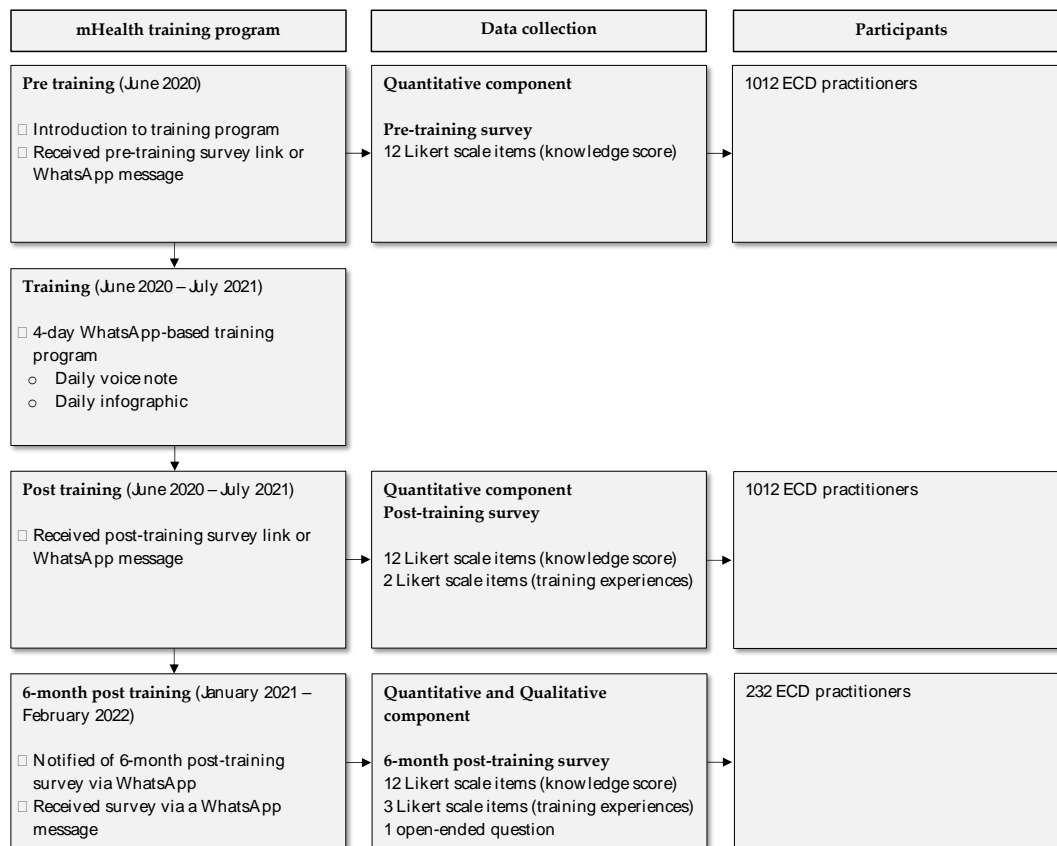 mHealth training program
Data collection
Participants
Pre training (June 2020)
□ Introduction to training program
□ Received pre-training survey link or
WhatsApp message
Quantitative component
Pre-training survey
12 Likert scale items (knowledge score)
1012 ECD practitioners
Training (June 2020 – July 2021)
□ 4-day WhatsApp-based training
program
o Daily voice note
o Daily infographic
Post training (June 2020 – July 2021)
□ Received post-training survey link or
WhatsApp message
Quantitative component
Post-training survey
12 Likert scale items (knowledge score)
2 Likert scale items (training experiences)
1012 ECD practitioners
6-month post training (January 2021 –
February 2022)
□ Notified of 6-month post-training
survey via WhatsApp
□ Received survey via a WhatsApp
message
Quantitative and Qualitative
component
6-month post-training survey
12 Likert scale items (knowledge score)
3 Likert scale items (training experiences)
1 open-ended question
232 ECD practitioners